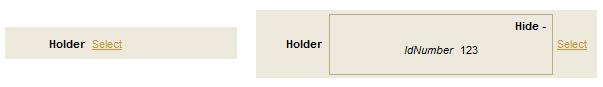 Holder Select
Hide -
Holder IdNumber 123 Select